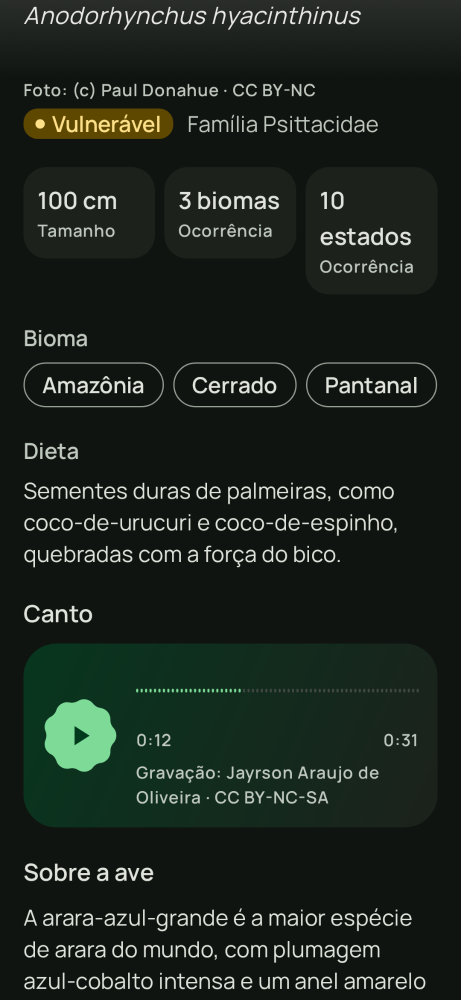 Anodorhynchus hyacinthinus
Foto: (c) Paul Donahue · CC BY-NC
Vulnerável Família Psittacidae
100 cm
Tamanho
3 biomas
Ocorrência
10
estados
Ocorrência
Bioma
Amazônia Cerrado Pantanal
Dieta
Sementes duras de palmeiras, como
coco-de-urucuri e coco-de-espinho,
quebradas com a força do bico.
Canto
0:12 0:31
Gravação: Jayrson Araujo de
Oliveira · CC BY-NC-SA
Sobre a ave
A arara-azul-grande é a maior espécie
de arara do mundo, com plumagem
azul-cobalto intensa e um anel amarelo